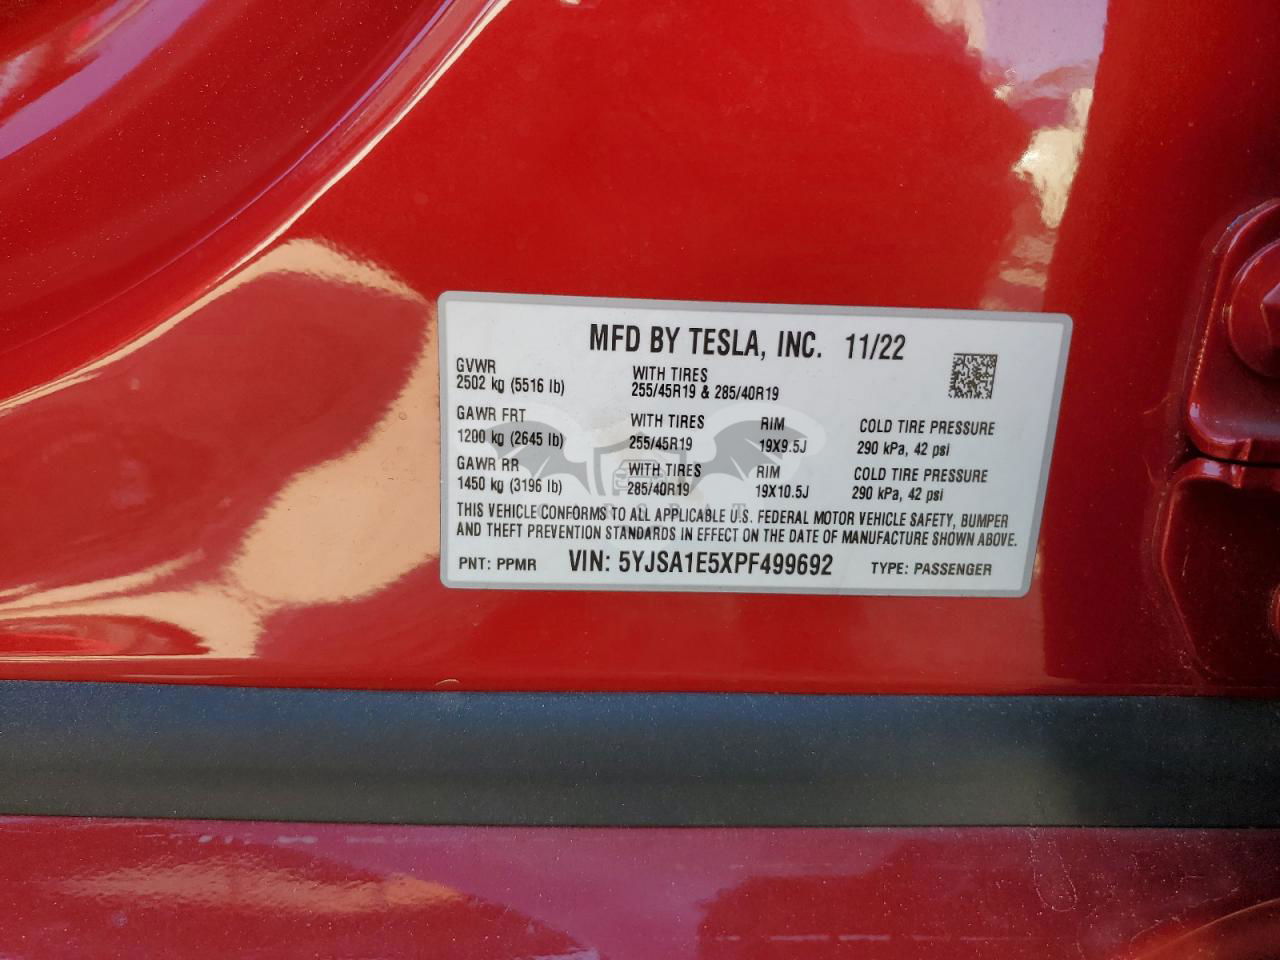 MFD BY TESLA, INC. 11/22
GVWR
2502 kg (5516 lb)
WITH TIRES
255/45R19 & 285/40R19
GAWR FRT
1200 kg (2645 lb)
WITH TIRES
255/45R19
RIM
19X9.5J
COLD TIRE PRESSURE
290 kPa, 42 psi
GAWR RR
1450 kg (3196 lb)
WITH TIRES
285/40R19
RIM
19X10.5J
COLD TIRE PRESSURE
290 kPa, 42 psi
THIS VEHICLE CONFORMS TO ALL APPLICABLE U.S. FEDERAL MOTOR VEHICLE SAFETY, BUMPER
AND THEFT PREVENTION STANDARDS IN EFFECT ON THE DATE OF MANUFACTURE SHOWN ABOVE.
PNT: PPMR VIN: 5YJSA1E5XPF499692 TYPE: PASSENGER